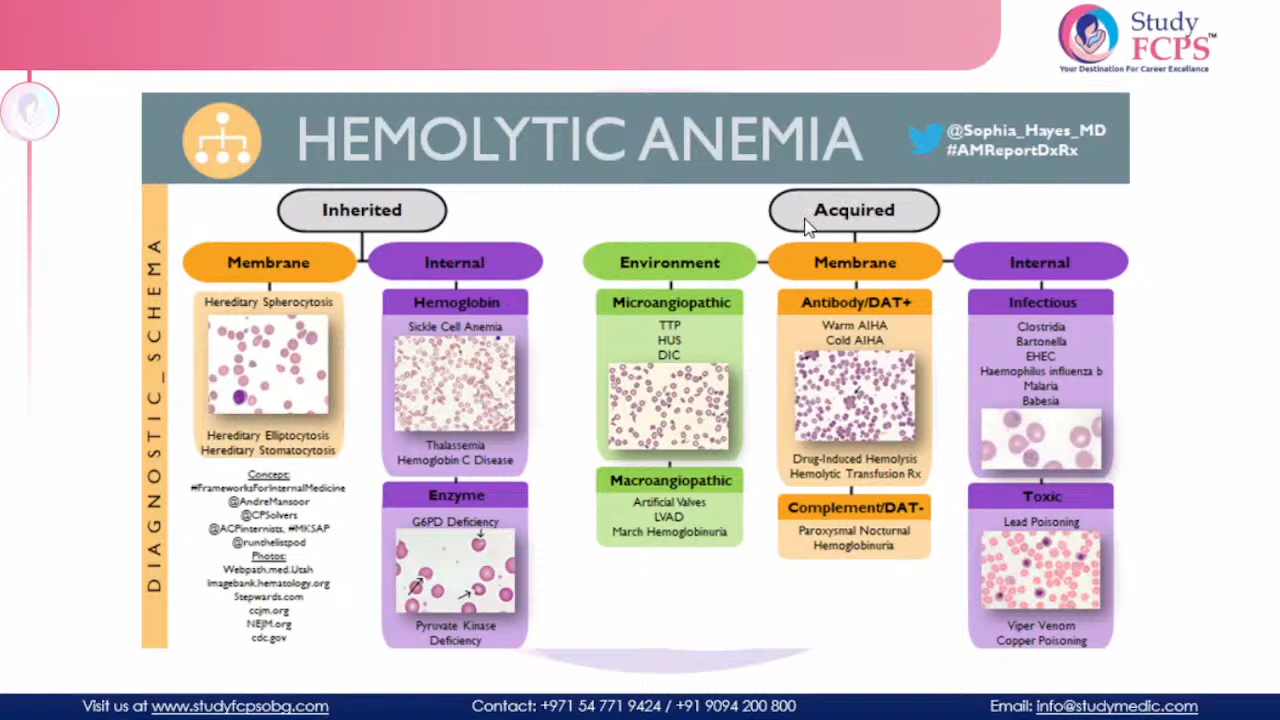 Study
FCPS™
Your Destination For Career Excellence
HEMOLYTIC ANEMIA
@Sophia_Hayes_MD
#AMReportDxRx
DIAGNOSTIC_SCHEMA
Inherited
Membrane
Hereditary Spherocytosis
Hereditary Elliptocytosis
Hereditary Stomatocytosis
Concept:
#FrameworksForInternalMedicine
@AndreMansoor
@CPSolvers
@ACPinternists, #MKSAP
@runthelistpod
Photos:
Webpath.med.Utah
Imagebank.hematology.org
Stepwards.com
ccjm.org
NEJM.org
cdc.gov
Internal
Hemoglobin
Sickle Cell Anemia
Thalassemia
Hemoglobin C Disease
Enzyme
G6PD Deficiency
Pyruvate Kinase
Deficiency
Acquired
Environment
Microangiopathic
TTP
HUS
DIC
Macroangiopathic
Artificial Valves
LVAD
March Hemoglobinuria
Membrane
Antibody/DAT+
Warm AIHA
Cold AIHA
Drug-Induced Hemolysis
Hemolytic Transfusion Rx
Complement/DAT-
Paroxysmal Nocturnal
Hemoglobinuria
Internal
Infectious
Clostridia
Bartonella
EHEC
Haemophilus influenza b
Malaria
Babesia
Toxic
Lead Poisoning
Viper Venom
Copper Poisoning
Visit us at www.studyfcpsobg.com
Contact: +971 54 771 9424 / +91 9094 200 800
Email: info@studymedic.com